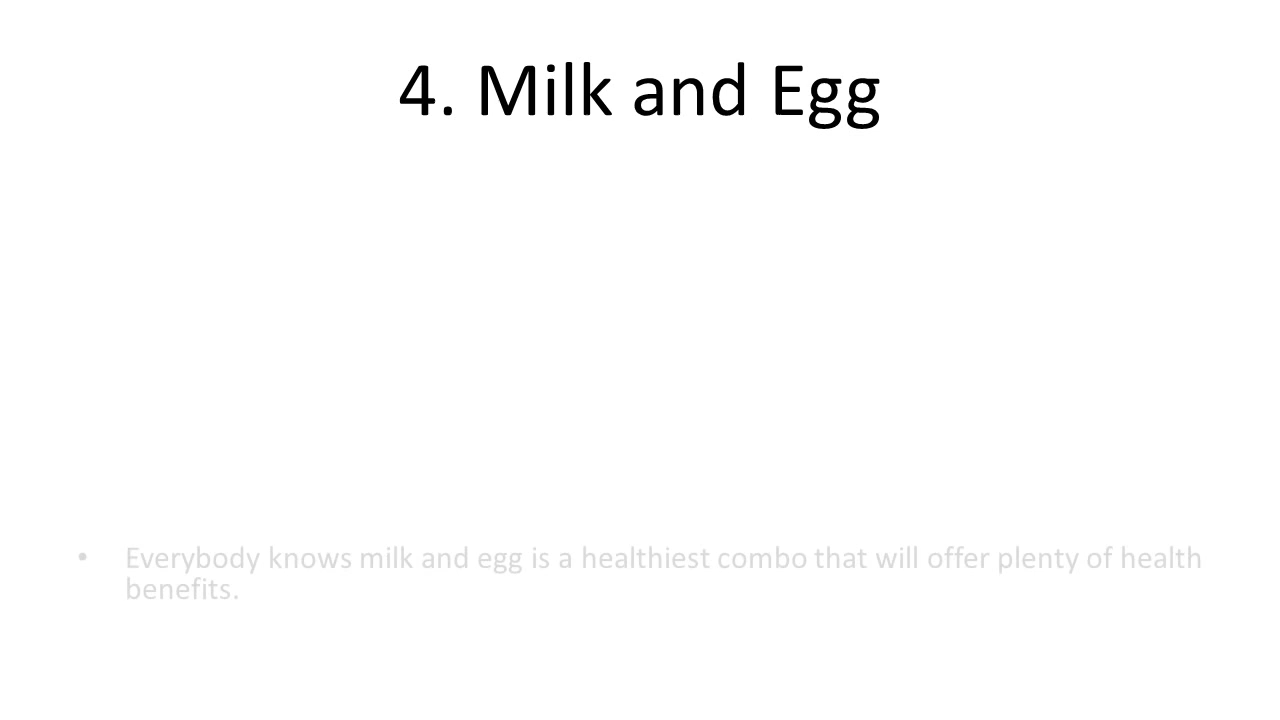 4. Milk and Egg
• Everybody knows milk and egg is a healthiest combo that will offer plenty of health
benefits.